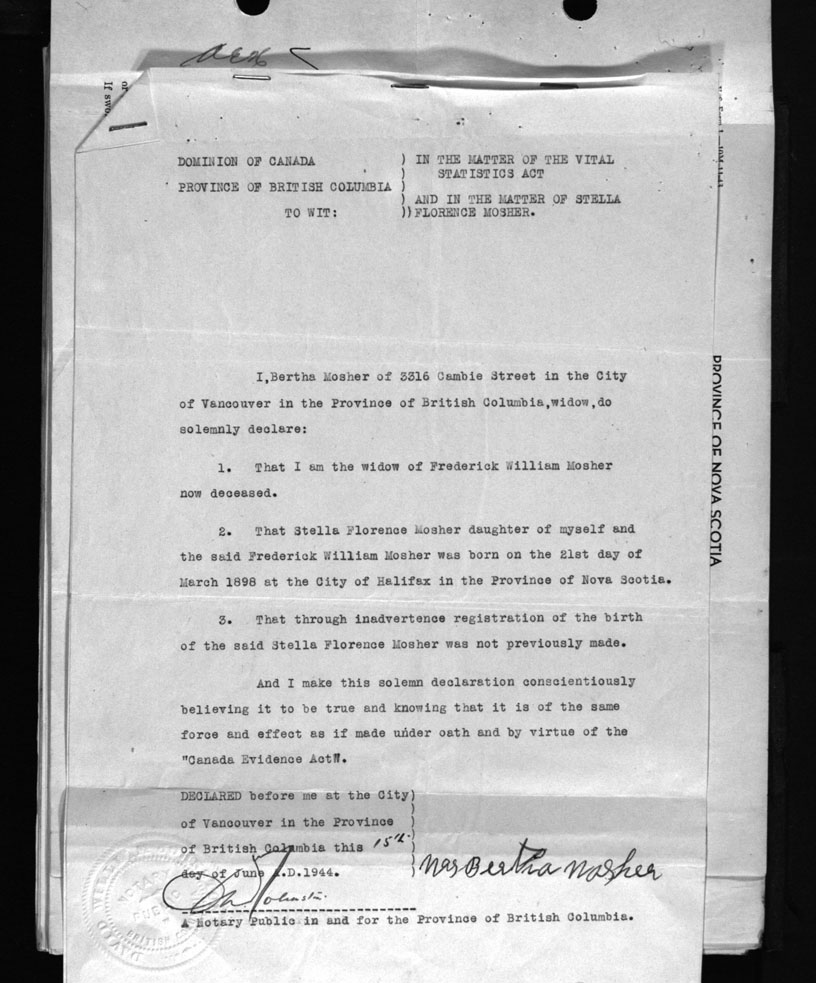 of
If swo
DOMINION OF CANADA
PROVINCE OF BRITISH COLUMBIA
TO WIT:
) IN THE MATTER OF THE VITAL
) STATISTICS ACT
)
) AND IN THE MATTER OF STELLA
))FLORENCE MOSHER.
I,Bertha Mosher of 3316 Cambie Street in the City
of Vancouver in the Province of British Columbia,widow,do
solemnly declare:
1. That I am the widow of Frederick William Mosher
now deceased.
2. That Stella Florence Mosher daughter of myself and
the said Frederick William Mosher was born on the 21st day of
March 1898 at the City of Halifax in the Province of Nova Scotia.
3. That through inadvertence registration of the birth
of the said Stella Florence Mosher was not previously made.
And I make this solemn declaration conscientiously
believing it to be true and knowing that it is of the same
force and effect as if made under oath and by virtue of the
"Canada Evidence Act".
DECLARED before me at the City)
of Vancouver in the Province )
of British Columbia this 15th )
day of June A.D.1944. )
Mrs Bertha Mosher
Johnston
A Notary Public in and for the Province of British Columbia.
PROVINCE OF NOVA SCOTIA